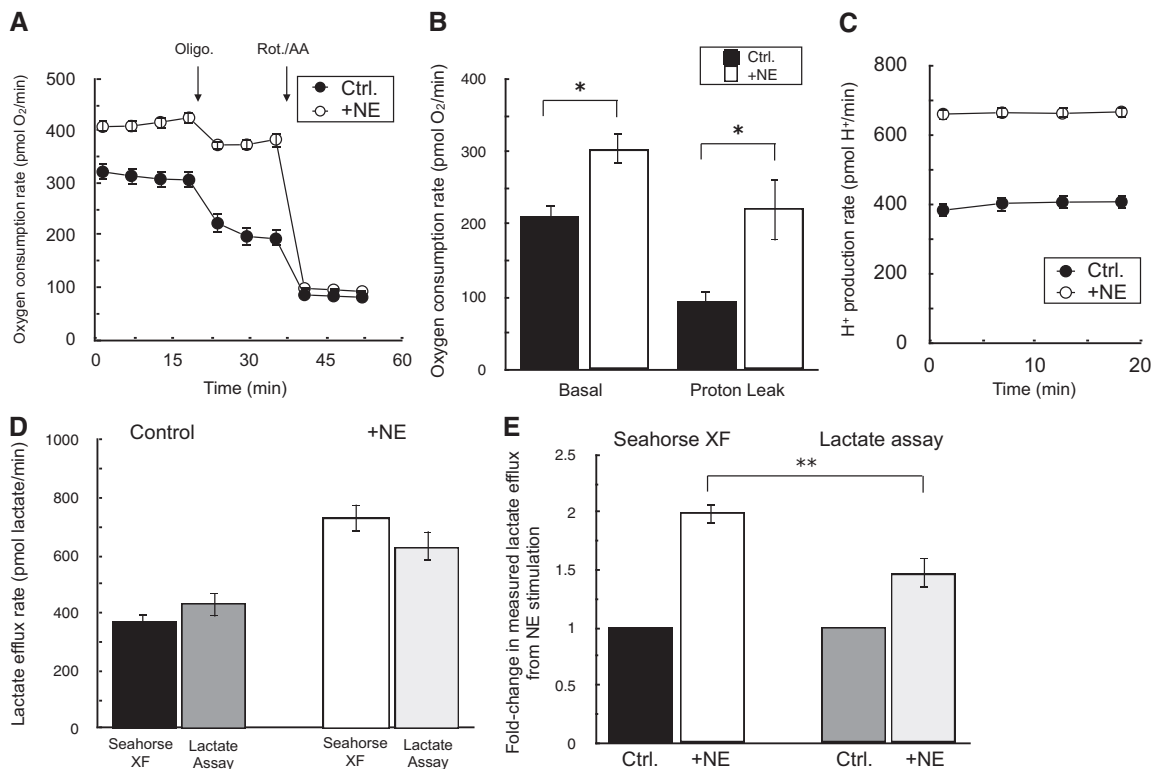 A
Oligo.
Rot./AA
Oxygen consumption rate (pmol O₂/min)
500
400
300
200
100
0
Ctrl.
+NE
0
15
30
45
60
Time (min)
B
Ctrl.
+NE
Oxygen consumption rate (pmol O₂/min)
400
300
200
100
0
*
*
Basal
Proton Leak
C
H⁺ production rate (pmol H⁺/min)
800
600
400
200
0
Ctrl.
+NE
0
10
20
Time (min)
D
Control
+NE
Lactate efflux rate (pmol lactate/min)
1000
800
600
400
200
0
Seahorse
XF
Lactate
Assay
Seahorse
XF
Lactate
Assay
E
Seahorse XF
Lactate assay
Fold-change in measured lactate efflux
from NE stimulation
2.5
2
1.5
1
0.5
0
**
Ctrl.
+NE
Ctrl.
+NE